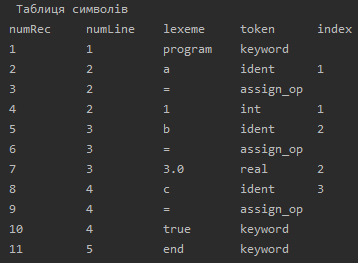 Таблиця символів
numRec numLine lexeme token index
1 1 program keyword
2 2 a ident 1
3 2 = assign_op
4 2 1 int 1
5 3 b ident 2
6 3 = assign_op
7 3 3.0 real 2
8 4 c ident 3
9 4 = assign_op
10 4 true keyword
11 5 end keyword